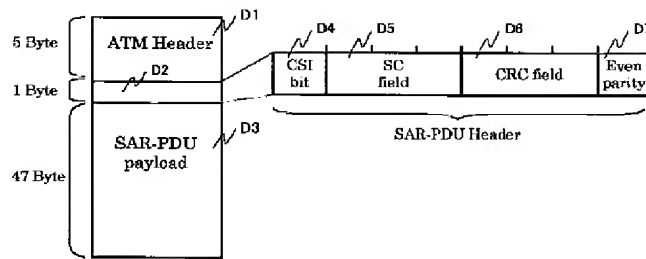 D1
5 Byte
ATM Header
D2
1 Byte
SAR-PDU
payload
D3
47 Byte
D4
D5
D6
D7
CSI
bit
SC
field
CRC field
Even
parity
SAR-PDU Header